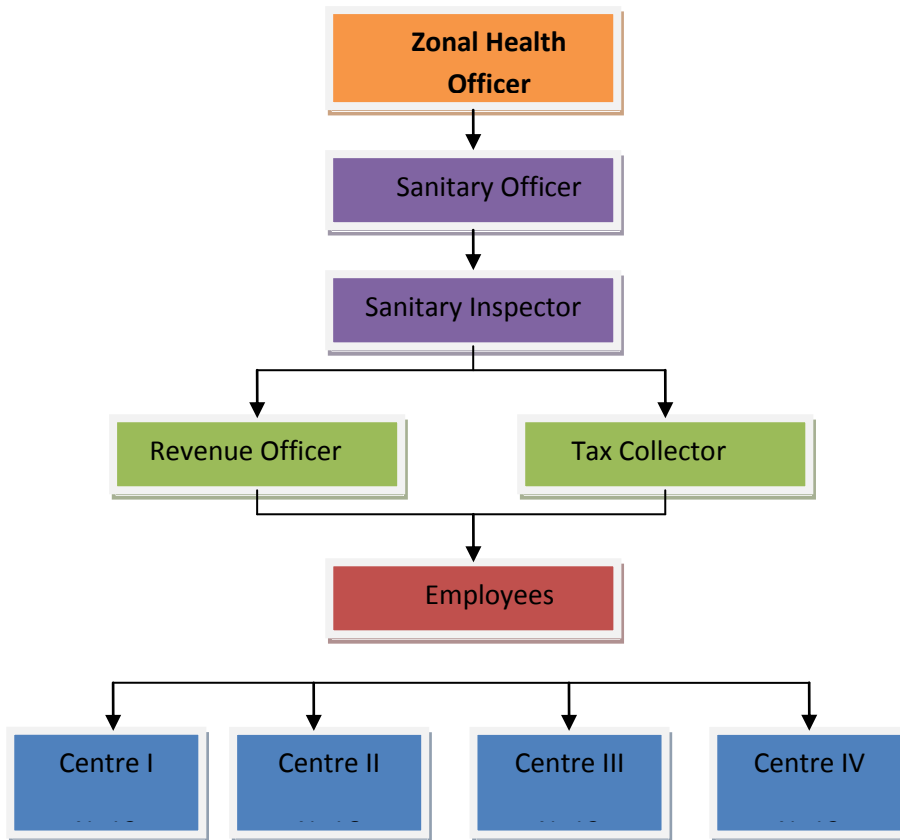 Zonal Health
Officer
Sanitary Officer
Sanitary Inspector
Revenue Officer
Tax Collector
Employees
Centre I
Centre II
Centre III
Centre IV